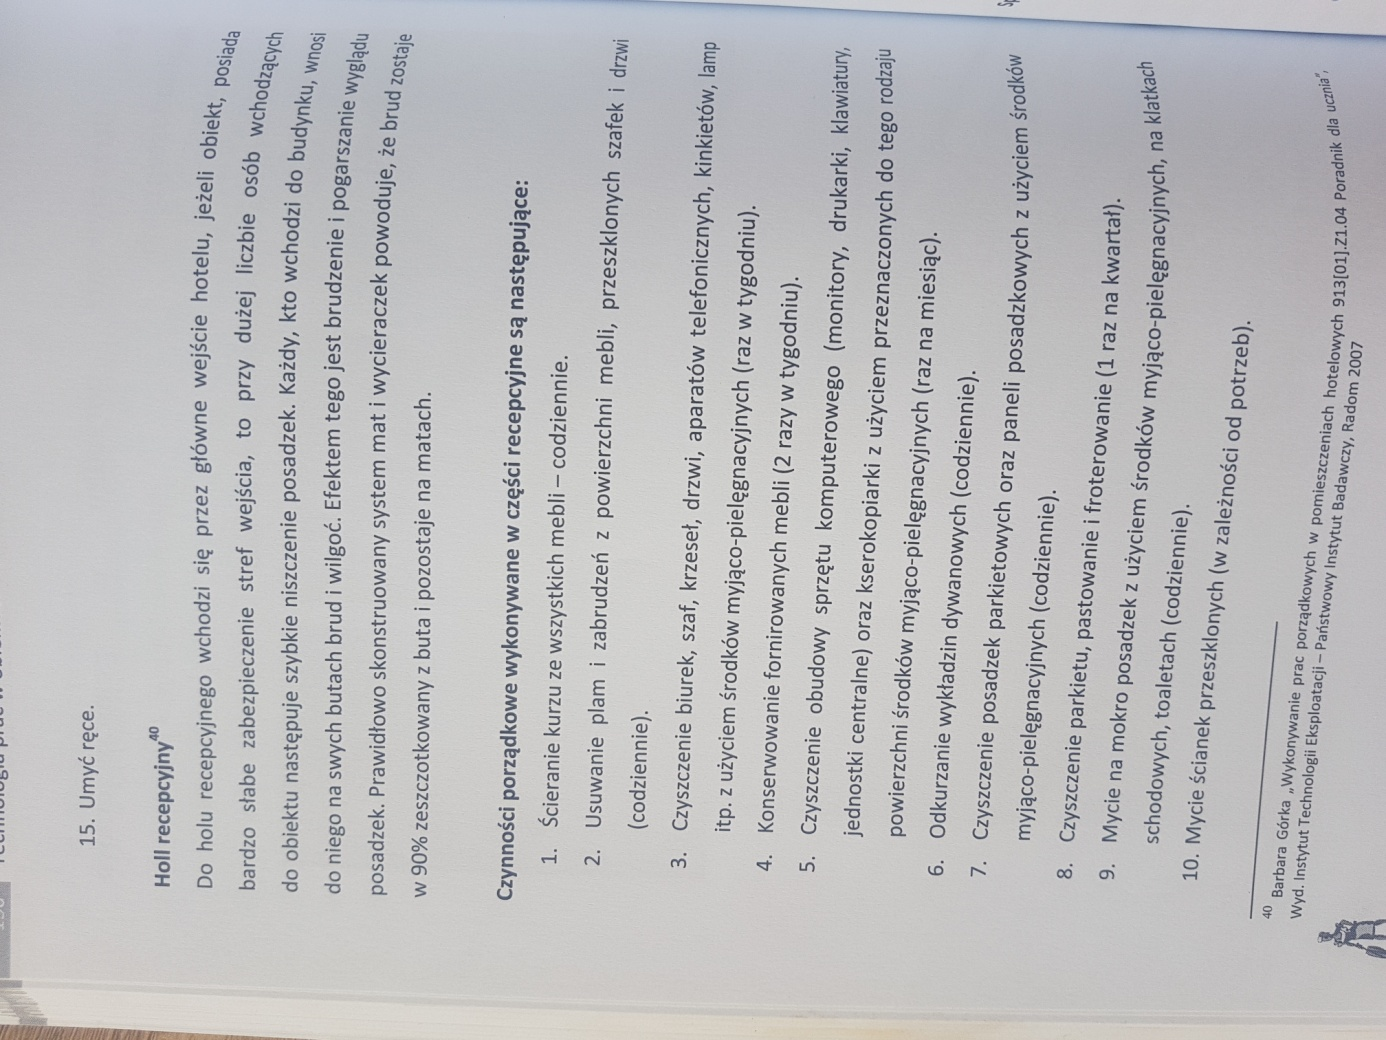 15. Umyć ręce.
Holl recepcyjny40
Do holu recepcyjnego wchodzi się przez główne wejście hotelu, jeżeli obiekt, posiada
bardzo słabe zabezpieczenie stref wejścia, to przy dużej liczbie osób wchodzących
do obiektu następuje szybkie niszczenie posadzek. Każdy, kto wchodzi do budynku, wnosi
do niego na swych butach brud i wilgoć. Efektem tego jest brudzenie i pogarszanie wyglądu
posadzek. Prawidłowo skonstruowany system mat i wycieraczek powoduje, że brud zostaje
w 90% zeszczotkowany z buta i pozostaje na matach.
Czynności porządkowe wykonywane w części recepcyjne są następujące:
1. Ścieranie kurzu ze wszystkich mebli – codziennie.
2. Usuwanie plam i zabrudzeń z powierzchni mebli, przeszklonych szafek i drzwi
(codziennie).
3. Czyszczenie biurek, szaf, krzeseł, drzwi, aparatów telefonicznych, kinkietów, lamp
itp. z użyciem środków myjąco-pielęgnacyjnych (raz w tygodniu).
4. Konserwowanie fornirowanych mebli (2 razy w tygodniu).
5. Czyszczenie obudowy sprzętu komputerowego (monitory, drukarki, klawiatury,
jednostki centralne) oraz kserokopiarki z użyciem przeznaczonych do tego rodzaju
powierzchni środków myjąco-pielęgnacyjnych (raz na miesiąc).
6. Odkurzanie wykładzin dywanowych (codziennie).
7. Czyszczenie posadzek parkietowych oraz paneli posadzkowych z użyciem środków
myjąco-pielęgnacyjnych (codziennie).
8. Czyszczenie parkietu, pastowanie i froterowanie (1 raz na kwartał).
9. Mycie na mokro posadzek z użyciem środków myjąco-pielęgnacyjnych, na klatkach
schodowych, toaletach (codziennie).
10. Mycie ścianek przeszklonych (w zależności od potrzeb).
40 Barbara Górka „Wykonywanie prac porządkowych w pomieszczeniach hotelowych 913[01].Z1.04 Poradnik dla ucznia”,
Wyd. Instytut Technologii Eksploatacji – Państwowy Instytut Badawczy, Radom 2007